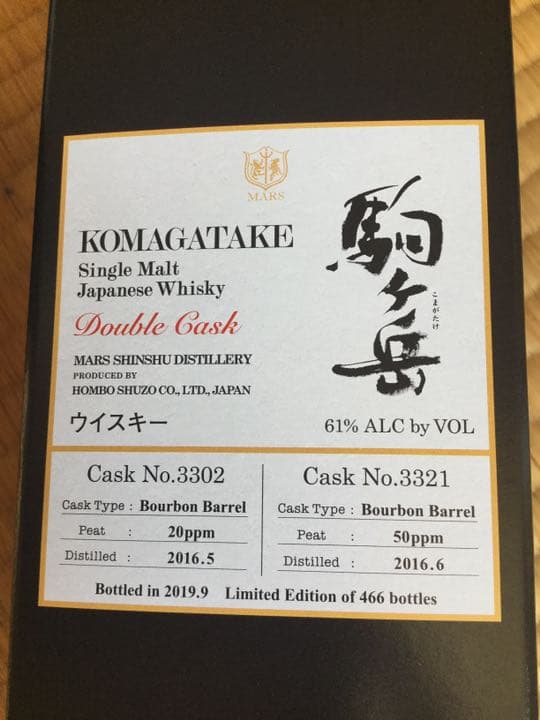 MARS
KOMAGATAKE
Single Malt
Japanese Whisky
Double Cask
MARS SHINSHU DISTILLERY
PRODUCED BY
HOMBO SHUZO CO., LTD., JAPAN
ウイスキー
駒ヶ岳
こまがたけ
61% ALC by VOL
Cask No.3302
Cask Type : Bourbon Barrel
Peat : 20ppm
Distilled : 2016.5
Cask No.3321
Cask Type : Bourbon Barrel
Peat : 50ppm
Distilled : 2016.6
Bottled in 2019.9 Limited Edition of 466 bottles